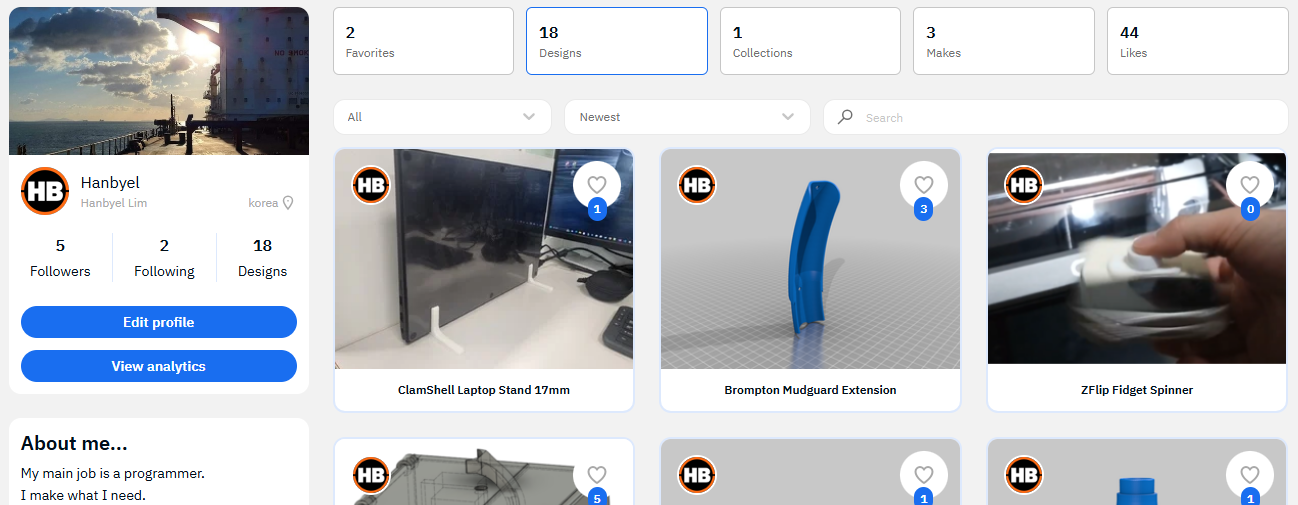 NO SMOK
HB
Hanbyel
Hanbyel Lim
korea
5
Followers
2
Following
18
Designs
Edit profile
View analytics
About me...
My main job is a programmer.
I make what I need.
2
Favorites
18
Designs
1
Collections
3
Makes
44
Likes
All
Newest
Search
HB
1
ClamShell Laptop Stand 17mm
HB
3
Brompton Mudguard Extension
HB
0
ZFlip Fidget Spinner
HB
5
HB
1
HB
1